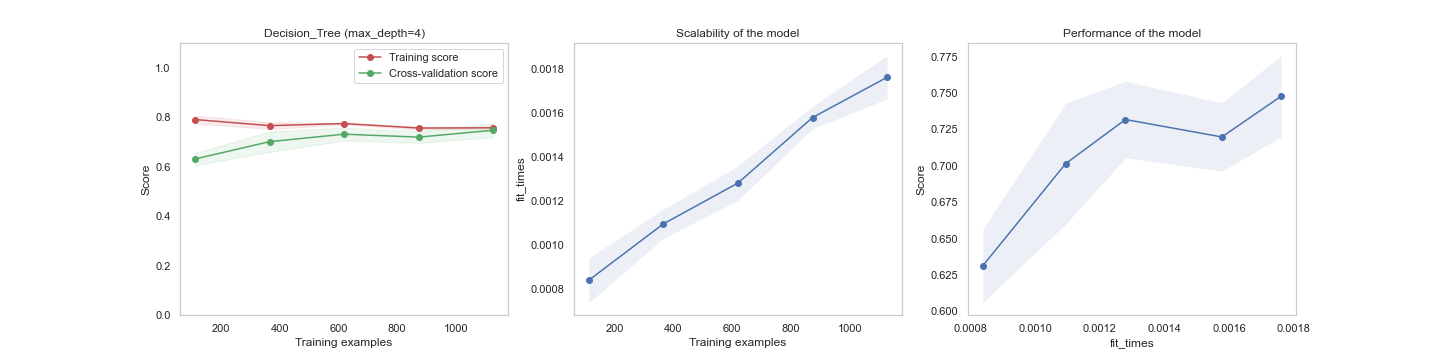 Decision_Tree (max_depth=4)
Training score
Cross-validation score
1.0
0.8
0.6
0.4
0.2
0.0
Score
200 400 600 800 1000
Training examples
Scalability of the model
0.0018
0.0016
0.0014
0.0012
0.0010
0.0008
fit_times
200 400 600 800 1000
Training examples
Performance of the model
0.775
0.750
0.725
0.700
0.675
0.650
0.625
0.600
Score
0.0008 0.0010 0.0012 0.0014 0.0016 0.0018
fit_times